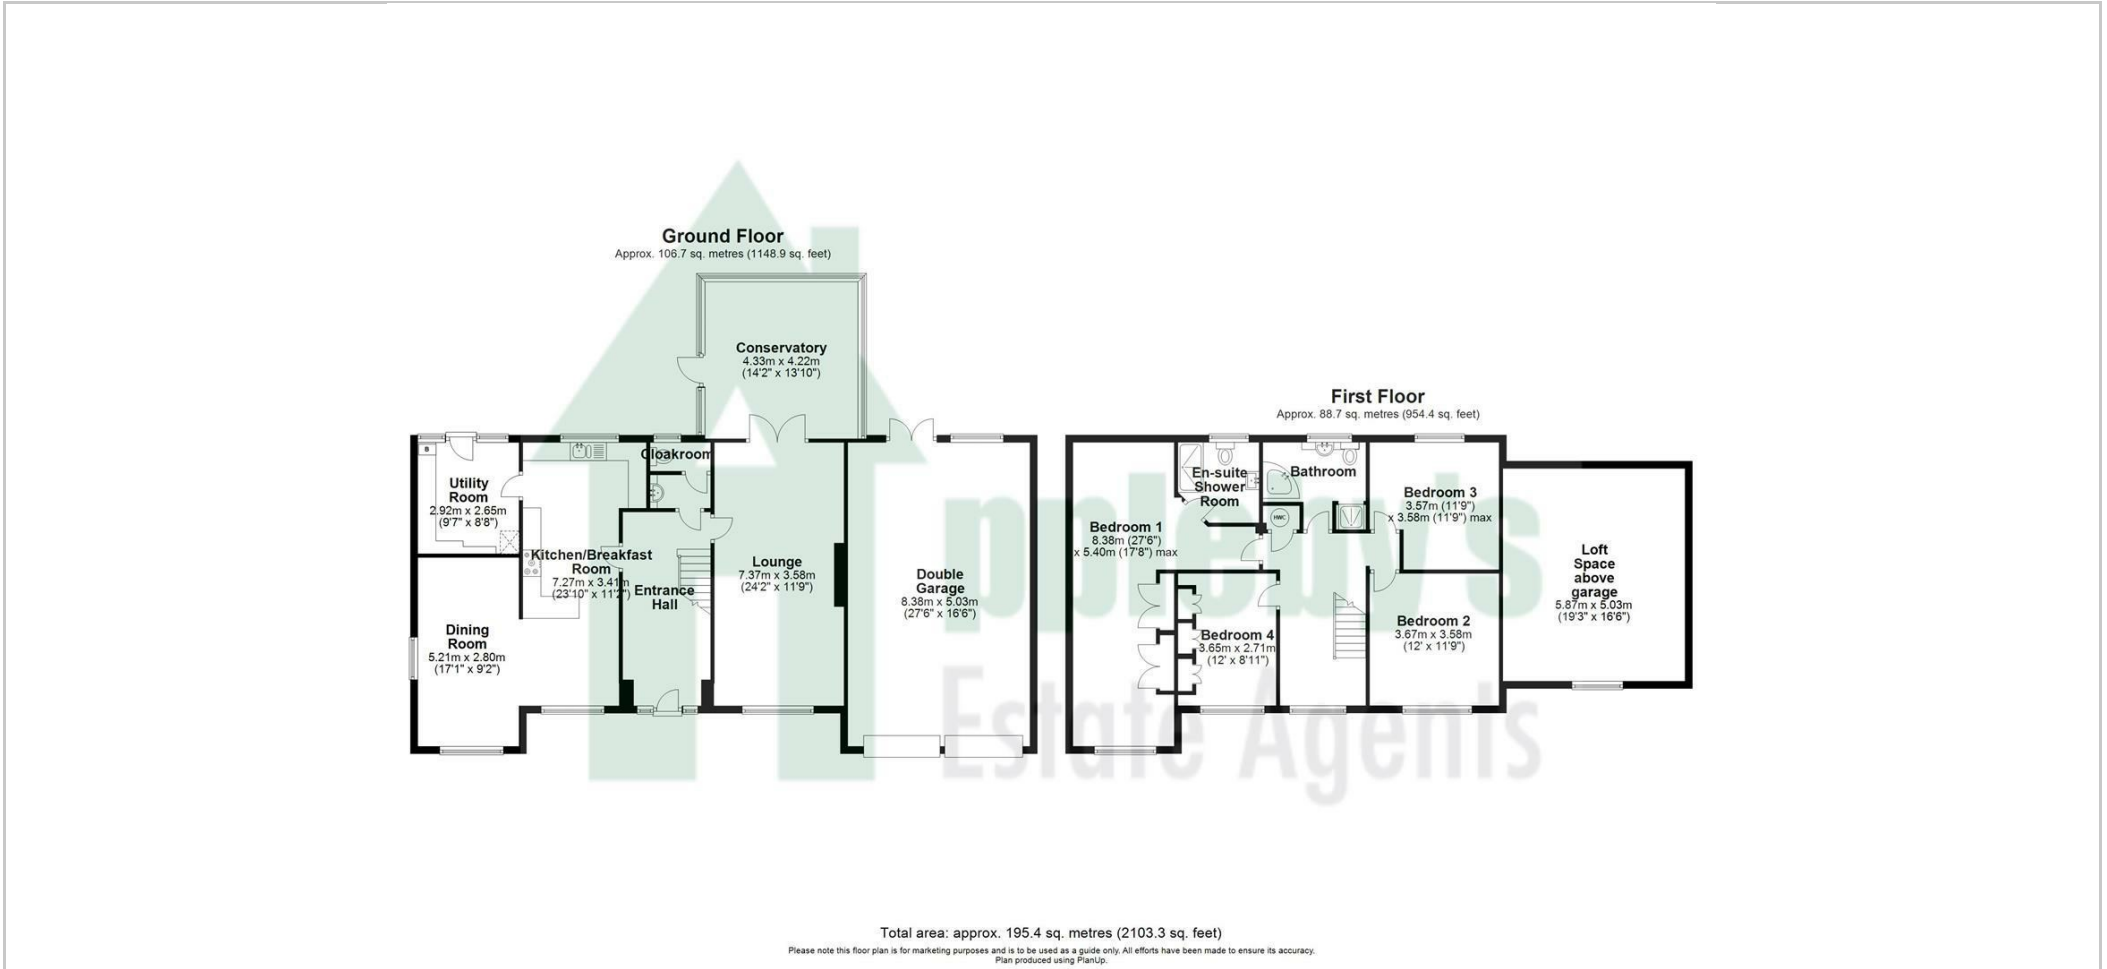 Ground Floor
Approx. 106.7 sq. metres (1148.9 sq. feet)
Conservatory
4.33m x 4.22m
(14'2" x 13'10")
Cloakroom
Utility
Room
2.92m x 2.65m
(9'7" x 8'8")
Kitchen/Breakfast
Room
7.27m x 3.41m
(23'10" x 11'2")
Entrance
Hall
Lounge
7.37m x 3.58m
(24'2" x 11'9")
Double
Garage
8.38m x 5.03m
(27'6" x 16'6")
Dining
Room
5.21m x 2.80m
(17'1" x 9'2")
First Floor
Approx. 88.7 sq. metres (954.4 sq. feet)
En-suite
Shower
Room
Bathroom
HWC
Bedroom 3
3.57m (11'9")
x 3.58m (11'9") max
Bedroom 1
8.38m (27'6")
x 5.40m (17'8") max
Loft
Space
above
garage
5.87m x 5.03m
(19'3" x 16'6")
Bedroom 4
3.65m x 2.71m
(12' x 8'11")
Bedroom 2
3.67m x 3.58m
(12' x 11'9")
ppleby's
Estate Agents
Total area: approx. 195.4 sq. metres (2103.3 sq. feet)
Please note this floor plan is for marketing purposes and is to be used as a guide only. All efforts have been made to ensure its accuracy.
Plan produced using PlanUp.